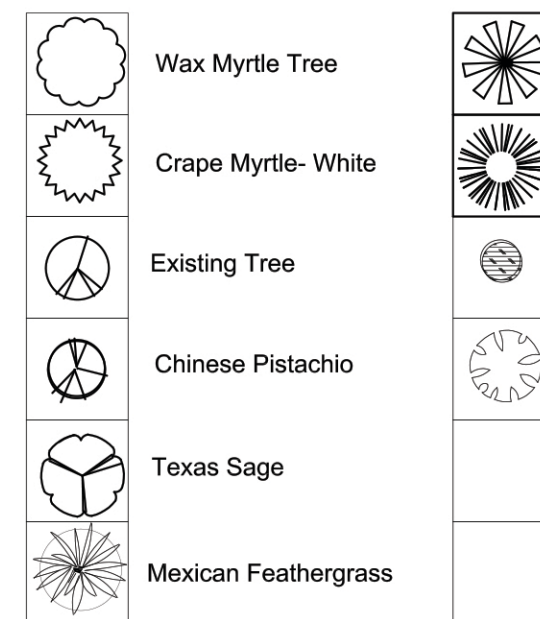 Wax Myrtle Tree
Crape Myrtle- White
Existing Tree
Chinese Pistachio
Texas Sage
Mexican Feathergrass